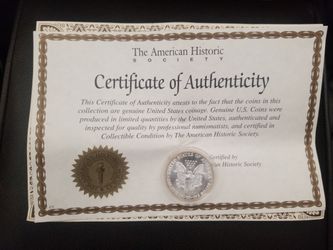 The American Historic
SOCIETY
Certificate of Authenticity
This Certificate of Authenticity attests to the fact that the coins in this
collection are genuine United States coinage. Genuine U.S. Coins were
produced in limited quantities by the United States, authenticated and
inspected for quality by professional numismatists, and certified in
Collectible Condition by The American Historic Society.
Certified by
Historic Society